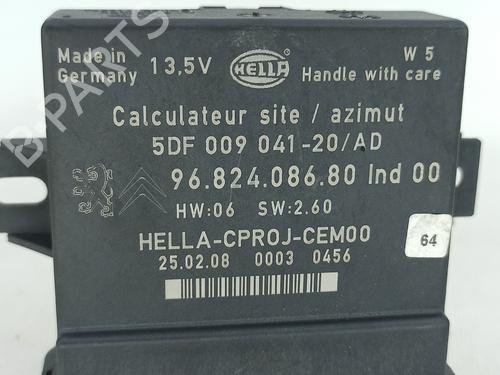 Made in
Germany
13,5V
HELLA
W 5
Handle with care
Calculateur site / azimut
5DF 009 041-20/AD
96.824.086.80 Ind 00
HW:06 SW:2.60
HELLA-CPROJ-CEM00
25.02.08 0003 0456
64
B-PARTS
B-PARTS